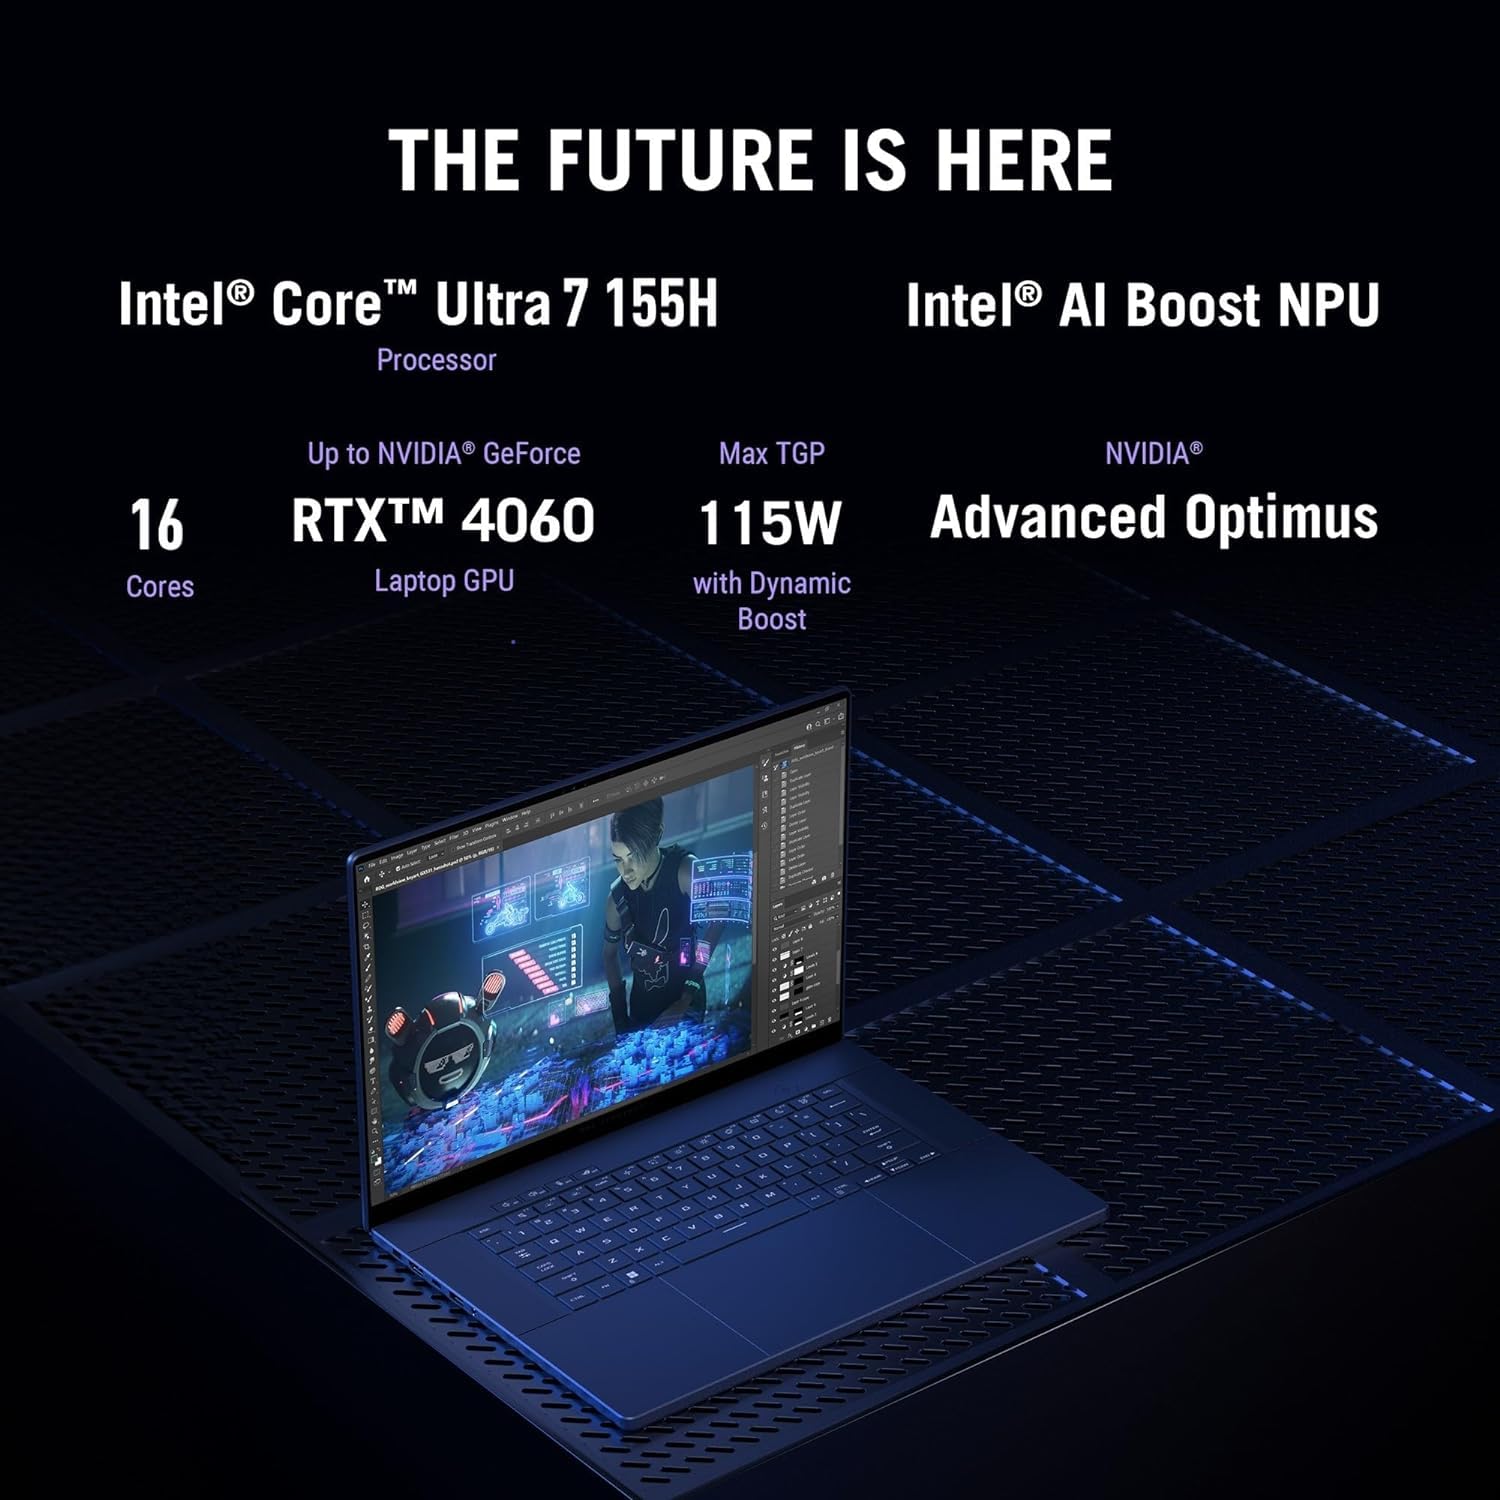 THE FUTURE IS HERE
Intel® Core™ Ultra 7 155H
Processor
Intel® AI Boost NPU
16
Cores
Up to NVIDIA® GeForce
RTX™ 4060
Laptop GPU
Max TGP
115W
with Dynamic
Boost
NVIDIA®
Advanced Optimus